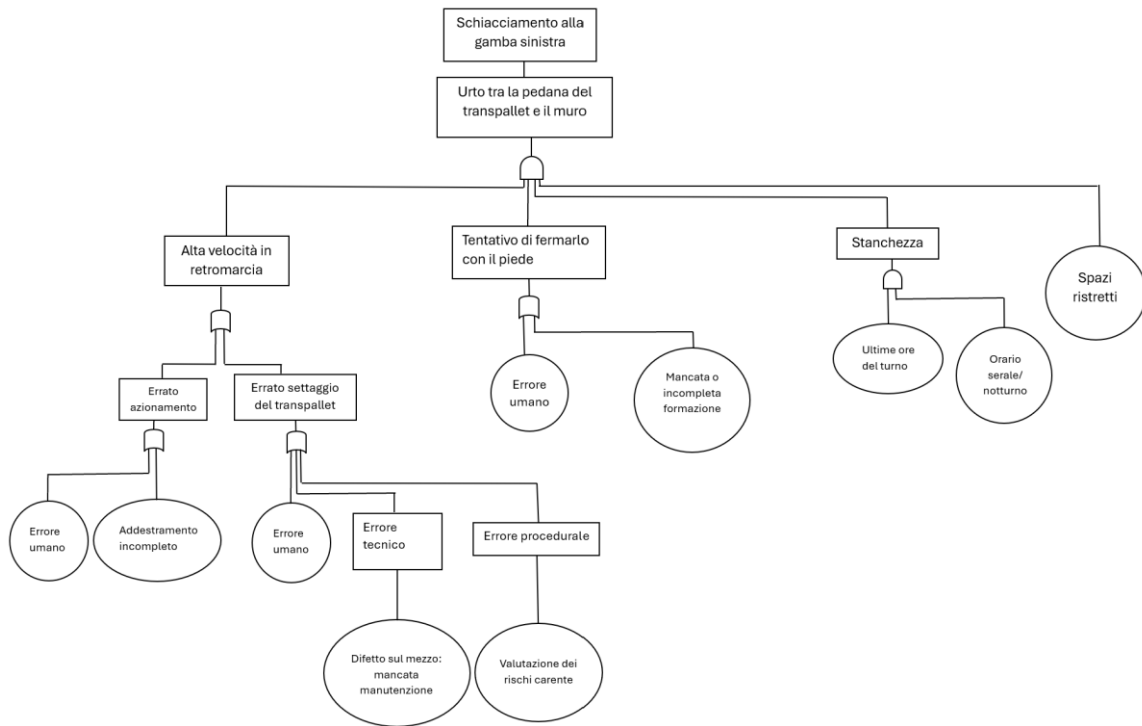 Schiacciamento alla
gamba sinistra
Urto tra la pedana del
transpallet e il muro
Alta velocità in
retromarcia
Tentativo di fermarlo
con il piede
Stanchezza
Spazi
ristretti
Errato
azionamento
Errato settaggio
del transpallet
Errore
umano
Mancata o
incompleta
formazione
Ultime ore
del turno
Orario
serale/
notturno
Errore
umano
Addestramento
incompleto
Errore
umano
Errore
tecnico
Errore procedurale
Difetto sul mezzo:
mancata
manutenzione
Valutazione dei
rischi carente